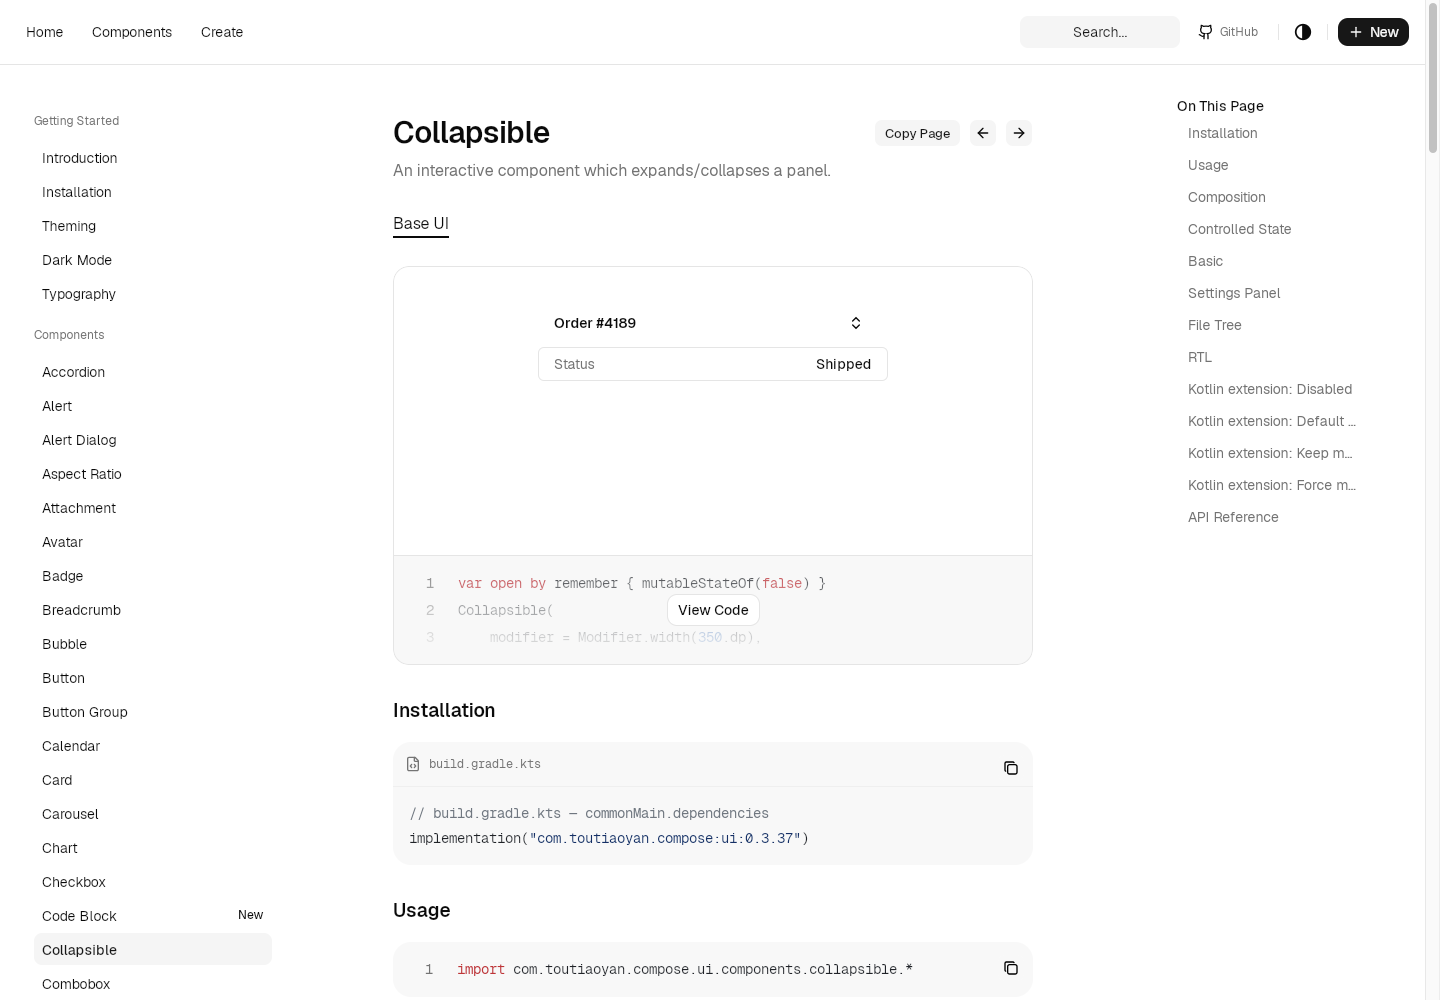 Home
Components
Create
Search...
GitHub
New
Getting Started
Introduction
Installation
Theming
Dark Mode
Typography
Components
Accordion
Alert
Alert Dialog
Aspect Ratio
Attachment
Avatar
Badge
Breadcrumb
Bubble
Button
Button Group
Calendar
Card
Carousel
Chart
Checkbox
Code Block
New
Collapsible
Combobox
Collapsible
Copy Page
An interactive component which expands/collapses a panel.
Base UI
Order #4189
Status
Shipped
1 var open by remember { mutableStateOf(false) }
2 Collapsible(
View Code
3     modifier = Modifier.width(350.dp),
Installation
build.gradle.kts
// build.gradle.kts — commonMain.dependencies
implementation("com.toutiaoyan.compose:ui:0.3.37")
Usage
1 import com.toutiaoyan.compose.ui.components.collapsible.*
On This Page
Installation
Usage
Composition
Controlled State
Basic
Settings Panel
File Tree
RTL
Kotlin extension: Disabled
Kotlin extension: Default …
Kotlin extension: Keep m…
Kotlin extension: Force m…
API Reference